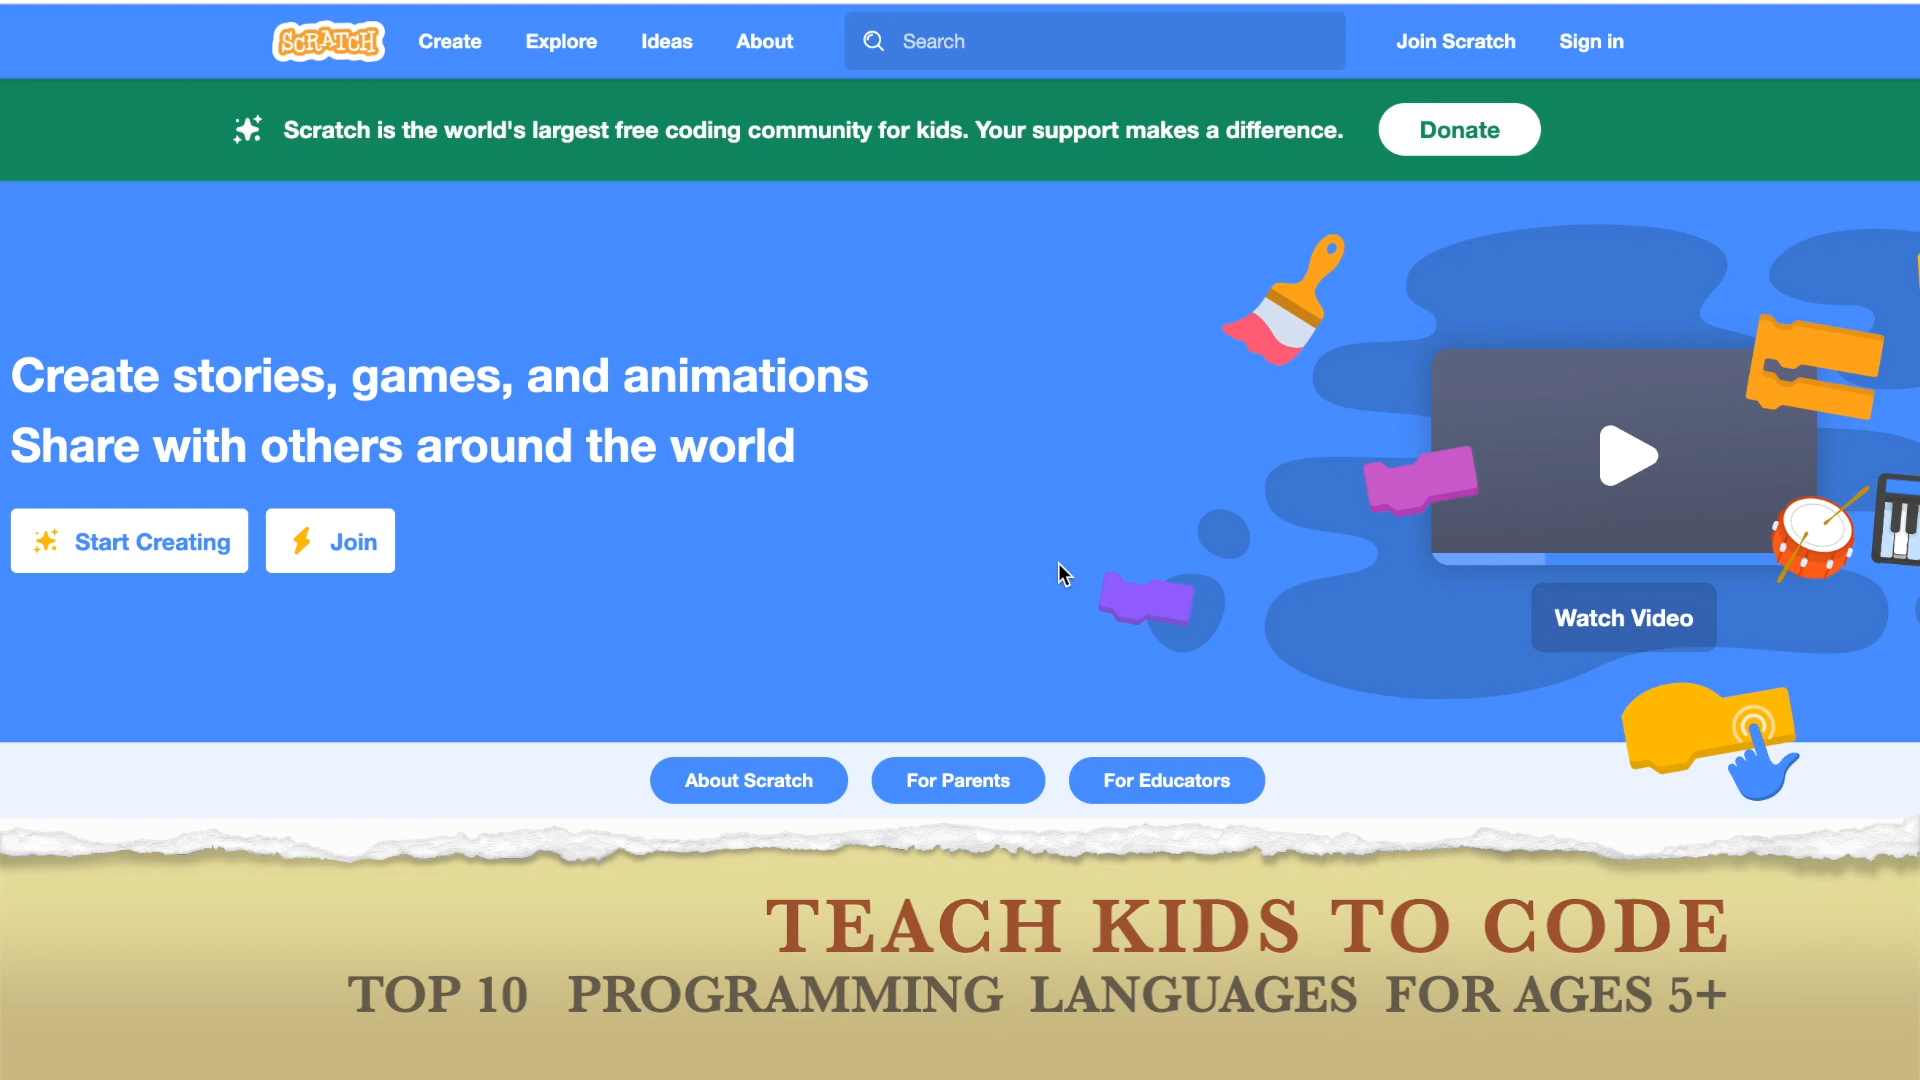 SCRATCH Create Explore Ideas About Search Join Scratch Sign in
Scratch is the world's largest free coding community for kids. Your support makes a difference. Donate
Create stories, games, and animations
Share with others around the world
Start Creating Join
Watch Video
About Scratch For Parents For Educators
TEACH KIDS TO CODE
TOP 10 PROGRAMMING LANGUAGES FOR AGES 5+